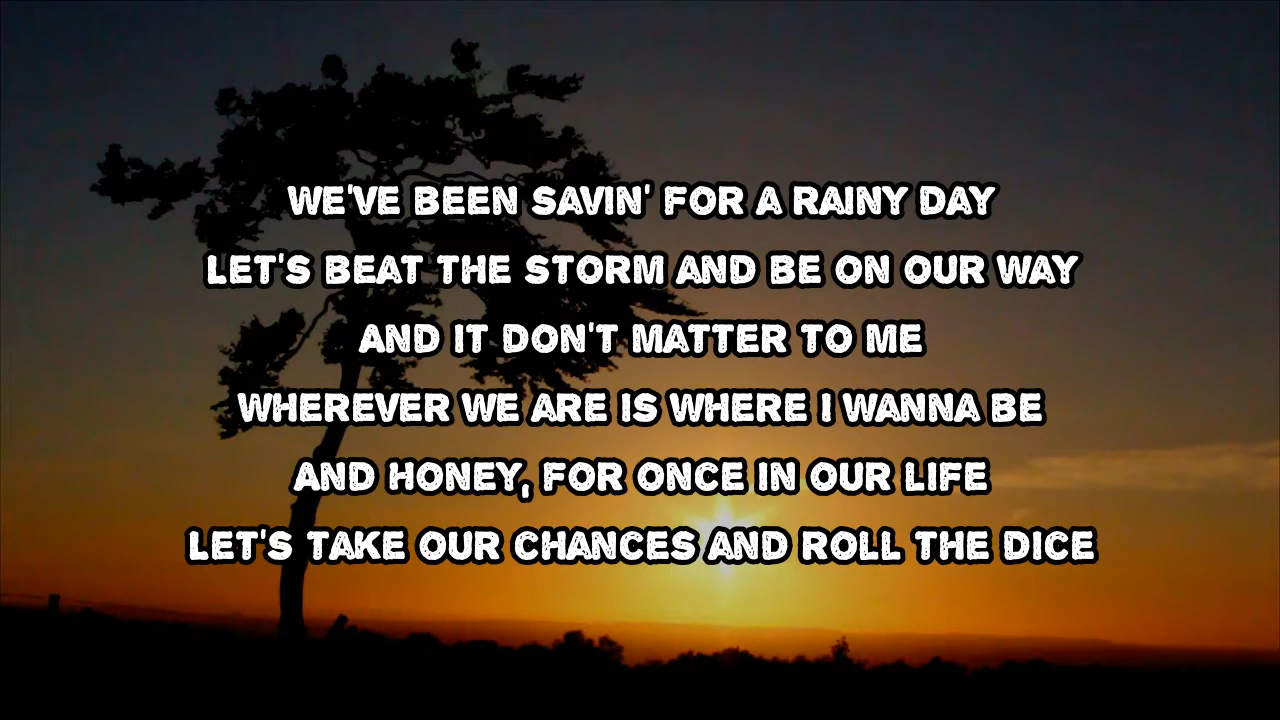 WE'VE BEEN SAVIN' FOR A RAINY DAY
LET'S BEAT THE STORM AND BE ON OUR WAY
AND IT DON'T MATTER TO ME
WHEREVER WE ARE IS WHERE I WANNA BE
AND HONEY, FOR ONCE IN OUR LIFE
LET'S TAKE OUR CHANCES AND ROLL THE DICE